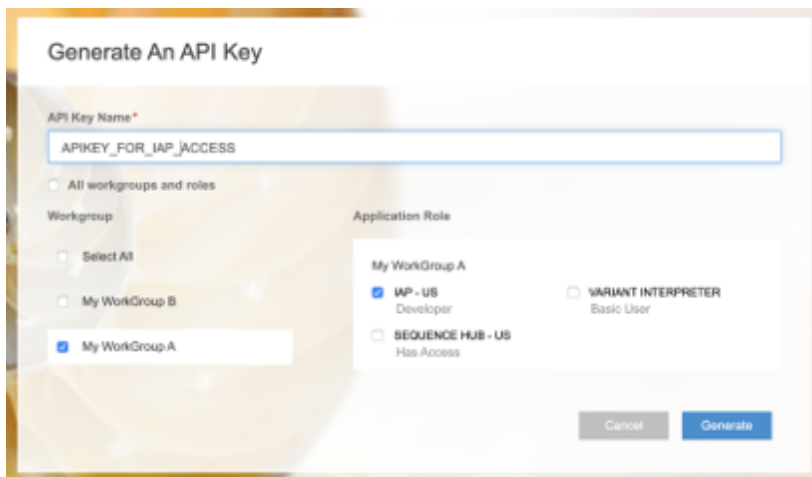 Generate An API Key
API Key Name*
APIKEY_FOR_IAP_ACCESS
All workgroups and roles
Workgroup
Application Role
Select All
My WorkGroup B
My WorkGroup A
My WorkGroup A
IAP - US
Developer
VARIANT INTERPRETER
Basic User
SEQUENCE HUB - US
Has Access
Cancel
Generate